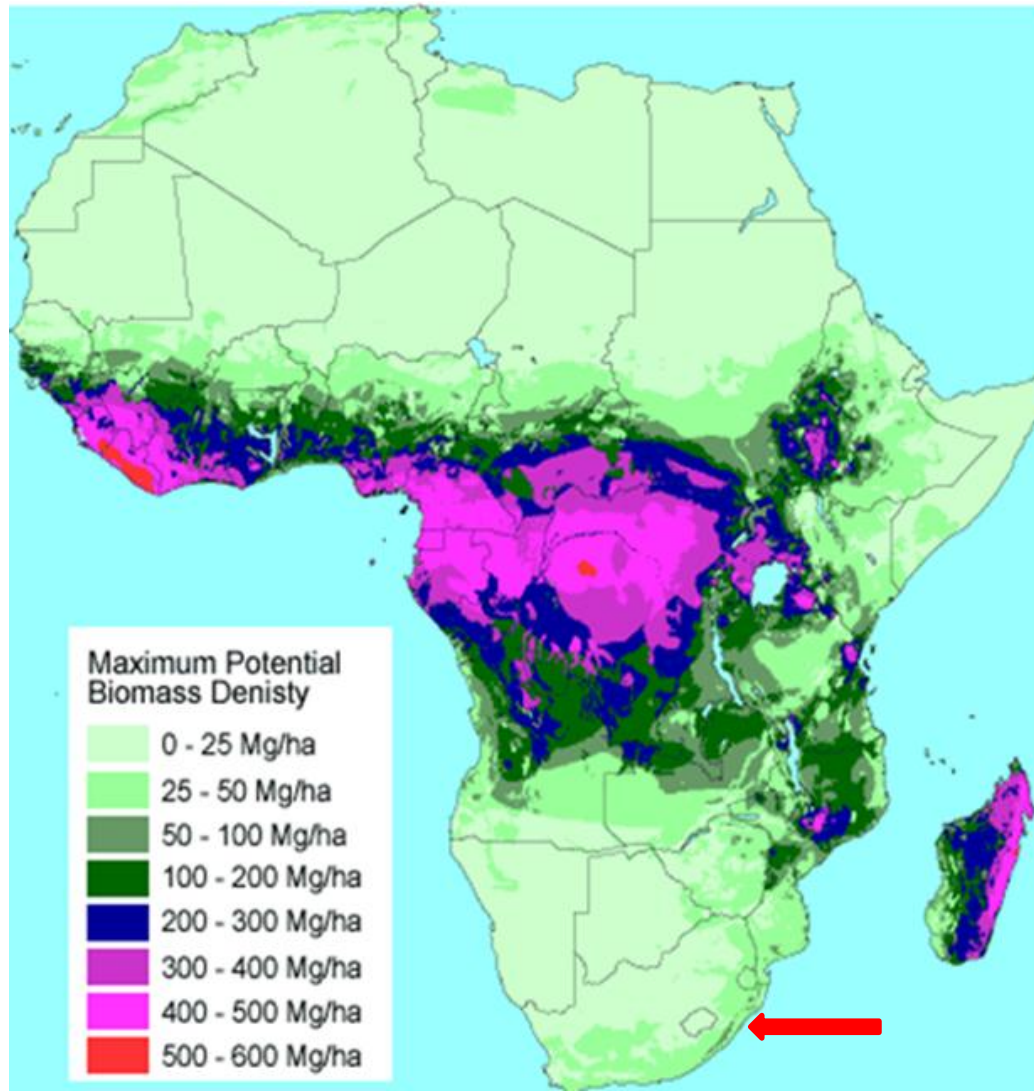 Maximum Potential
Biomass Denisty
0 - 25 Mg/ha
25 - 50 Mg/ha
50 - 100 Mg/ha
100 - 200 Mg/ha
200 - 300 Mg/ha
300 - 400 Mg/ha
400 - 500 Mg/ha
500 - 600 Mg/ha